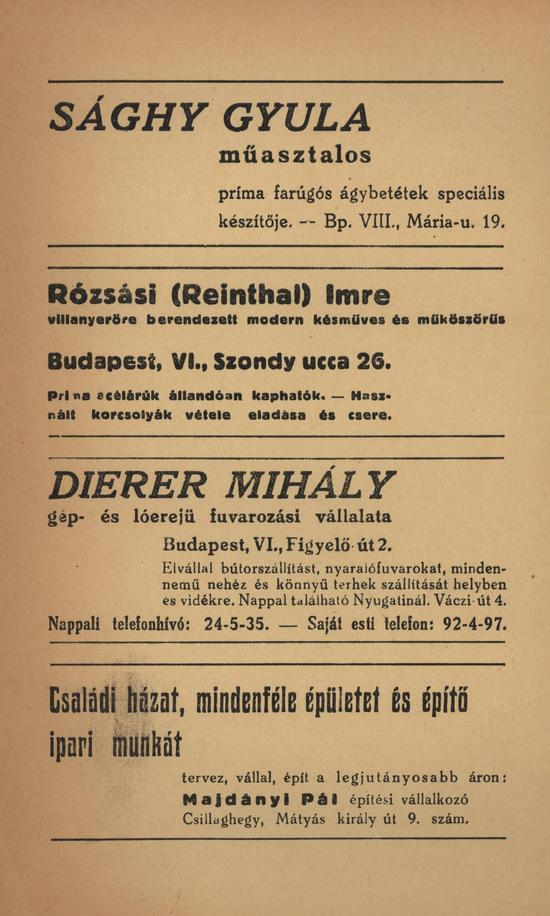 SÁGHY GYULA
műasztalos
príma farúgós ágybetétek speciális
készítője. -- Bp. VIII., Mária-u. 19.
Rózsási (Reinthal) Imre
villanyerőre berendezett modern késműves és műköszörűs
Budapest, VI., Szondy ucca 26.
Prima acélárúk állandóan kaphatók. — Hasz-
nált korcsolyák vétele eladása és csere.
DIERER MIHÁLY
gép- és lóerejü fuvarozási vállalata
Budapest, VI., Figyelő-út 2.
Elvállal bútorszállítást, nyaralófuvarokat, minden-
nemű nehéz és könnyű terhek szállítását helyben
és vidékre. Nappal található Nyugatinál. Váczi-út 4.
Nappali telefonhívó: 24-5-35. — Saját esti telefon: 92-4-97.
Családi házat, mindenféle épületet és építő
ipari munkát
tervez, vállal, épít a legjutányosabb áron:
Majdányi Pál építési vállalkozó
Csillaghegy, Mátyás király út 9. szám.